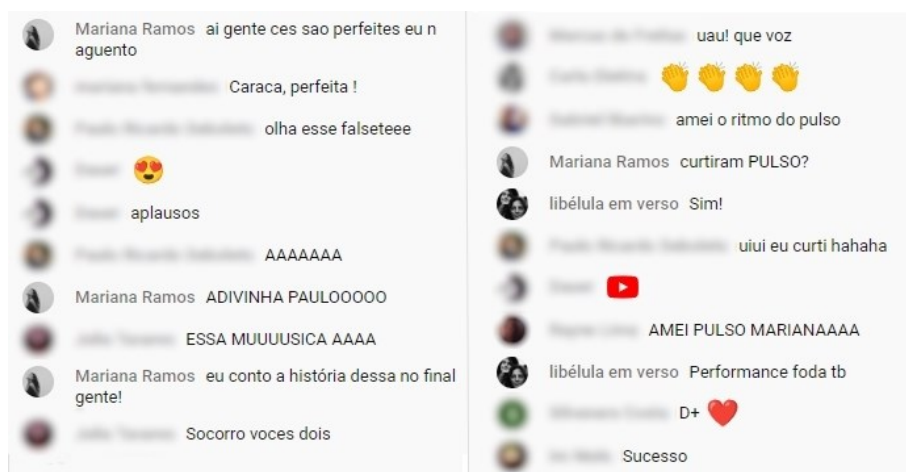 Mariana Ramos ai gente ces sao perfeites eu n
aguento
Caraca, perfeita !
olha esse falseteee
😍
aplausos
AAAAAAA
Mariana Ramos ADIVINHA PAULOOOOO
ESSA MUUUUSICA AAAA
Mariana Ramos eu conto a história dessa no final
gente!
Socorro voces dois
uau! que voz
👏 👏 👏 👏
amei o ritmo do pulso
Mariana Ramos curtiram PULSO?
libélula em verso Sim!
uiui eu curti hahaha
AMEI PULSO MARIANAAAA
libélula em verso Performance foda tb
D+ ❤️
Sucesso